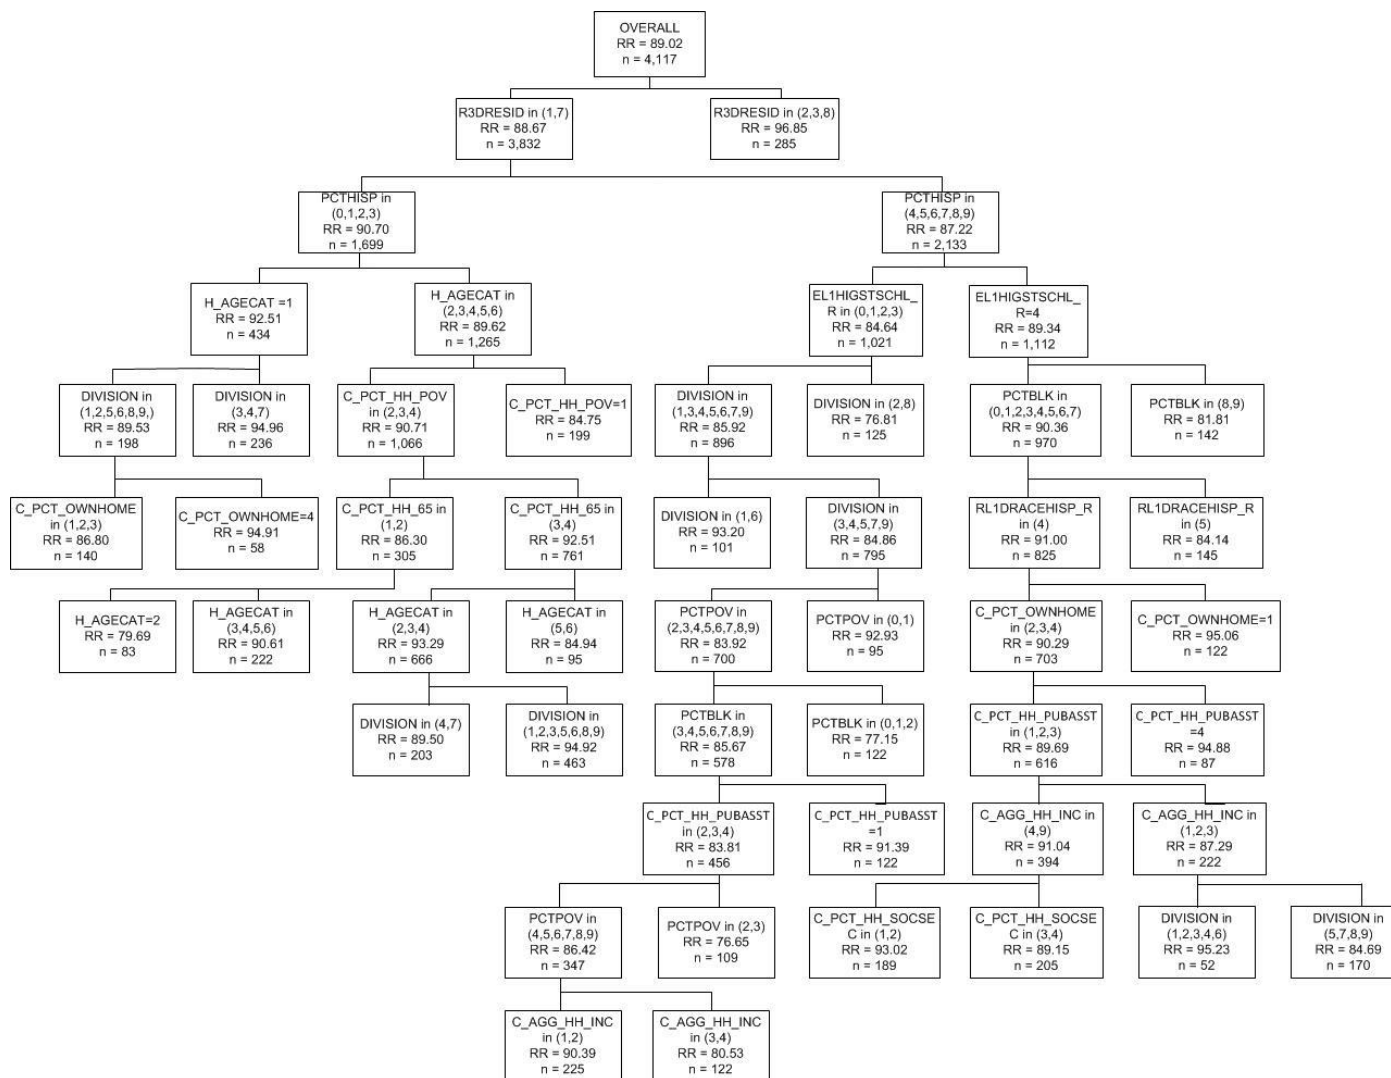 OVERALL
RR = 89.02
n = 4,117
R3DRESID in (1,7)
RR = 88.67
n = 3,832
R3DRESID in (2,3,8)
RR = 96.85
n = 285
PCTHISP in
(0,1,2,3)
RR = 90.70
n = 1,699
PCTHISP in
(4,5,6,7,8,9)
RR = 87.22
n = 2,133
H_AGECAT =1
RR = 92.51
n = 434
H_AGECAT in
(2,3,4,5,6)
RR = 89.62
n = 1,265
EL1HIGSTSCHL_
R in (0,1,2,3)
RR = 84.64
n = 1,021
EL1HIGSTSCHL_
R=4
RR = 89.34
n = 1,112
DIVISION in
(1,2,5,6,8,9,)
RR = 89.53
n = 198
DIVISION in
(3,4,7)
RR = 94.96
n = 236
C_PCT_HH_POV
in (2,3,4)
RR = 90.71
n = 1,066
C_PCT_HH_POV=1
RR = 84.75
n = 199
DIVISION in
(1,3,4,5,6,7,9)
RR = 85.92
n = 896
DIVISION in (2,8)
RR = 76.81
n = 125
PCTBLK in
(0,1,2,3,4,5,6,7)
RR = 90.36
n = 970
PCTBLK in (8,9)
RR = 81.81
n = 142
C_PCT_OWNHOME
in (1,2,3)
RR = 86.80
n = 140
C_PCT_OWNHOME=4
RR = 94.91
n = 58
C_PCT_HH_65 in
(1,2)
RR = 86.30
n = 305
C_PCT_HH_65 in
(3,4)
RR = 92.51
n = 761
DIVISION in (1,6)
RR = 93.20
n = 101
DIVISION in
(3,4,5,7,9)
RR = 84.86
n = 795
RL1DRACEHISP_R
in (4)
RR = 91.00
n = 825
RL1DRACEHISP_R
in (5)
RR = 84.14
n = 145
H_AGECAT=2
RR = 79.69
n = 83
H_AGECAT in
(3,4,5,6)
RR = 90.61
n = 222
H_AGECAT in
(2,3,4)
RR = 93.29
n = 666
H_AGECAT in
(5,6)
RR = 84.94
n = 95
PCTPOV in
(2,3,4,5,6,7,8,9)
RR = 83.92
n = 700
PCTPOV in (0,1)
RR = 92.93
n = 95
C_PCT_OWNHOME
in (2,3,4)
RR = 90.29
n = 703
C_PCT_OWNHOME=1
RR = 95.06
n = 122
DIVISION in (4,7)
RR = 89.50
n = 203
DIVISION in
(1,2,3,5,6,8,9)
RR = 94.92
n = 463
PCTBLK in
(3,4,5,6,7,8,9)
RR = 85.67
n = 578
PCTBLK in (0,1,2)
RR = 77.15
n = 122
C_PCT_HH_PUBASST
in (1,2,3)
RR = 89.69
n = 616
C_PCT_HH_PUBASST
=4
RR = 94.88
n = 87
C_PCT_HH_PUBASST
in (2,3,4)
RR = 83.81
n = 456
C_PCT_HH_PUBASST
=1
RR = 91.39
n = 122
C_AGG_HH_INC in
(4,9)
RR = 91.04
n = 394
C_AGG_HH_INC in
(1,2,3)
RR = 87.29
n = 222
PCTPOV in
(4,5,6,7,8,9)
RR = 86.42
n = 347
PCTPOV in (2,3)
RR = 76.65
n = 109
C_PCT_HH_SOCSE
C in (1,2)
RR = 93.02
n = 189
C_PCT_HH_SOCSE
C in (3,4)
RR = 89.15
n = 205
DIVISION in
(1,2,3,4,6)
RR = 95.23
n = 52
DIVISION in
(5,7,8,9)
RR = 84.69
n = 170
C_AGG_HH_INC
in (1,2)
RR = 90.39
n = 225
C_AGG_HH_INC
in (3,4)
RR = 80.53
n = 122